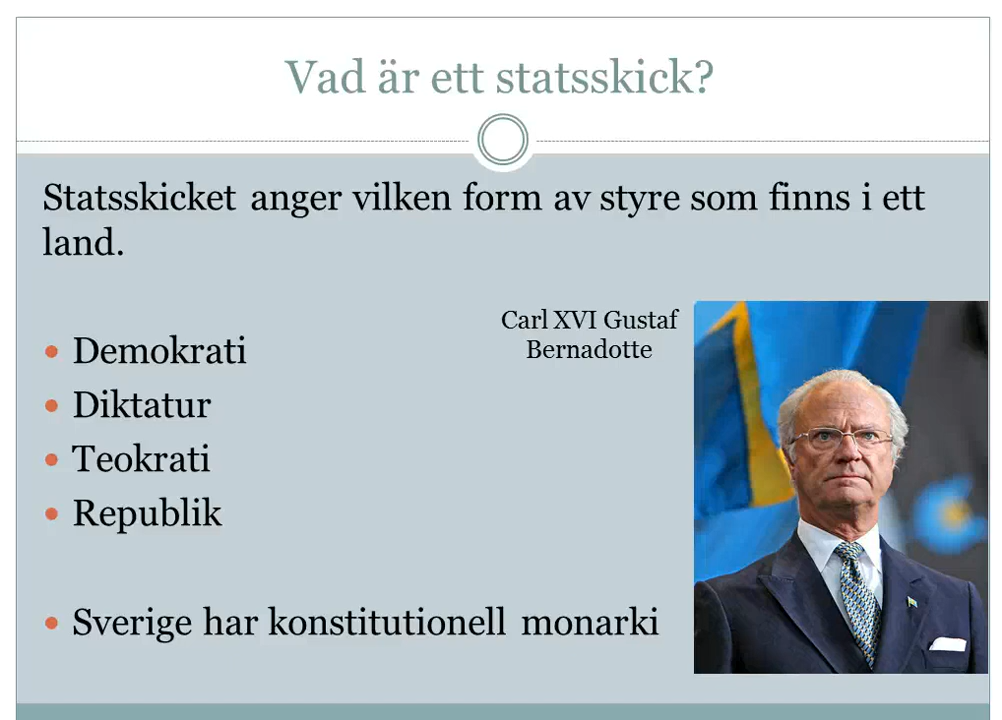 Vad är ett statsskick?
Statsskicket anger vilken form av styre som finns i ett
land.
Carl XVI Gustaf
Bernadotte
• Demokrati
• Diktatur
• Teokrati
• Republik
• Sverige har konstitutionell monarki